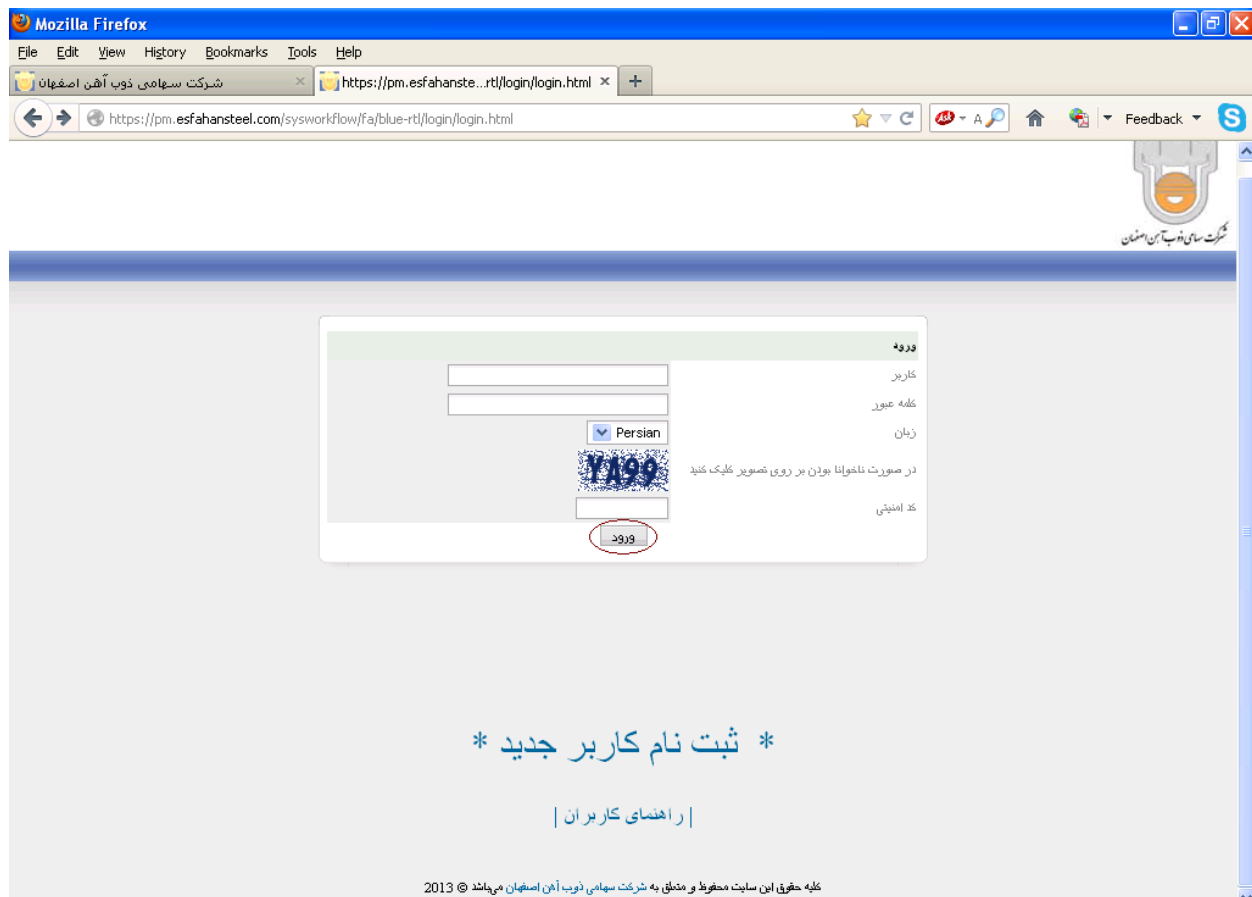 Mozilla Firefox
File Edit View History Bookmarks Tools Help
شرکت سهامی ذوب آهن اصفهان
https://pm.esfahanste...rtl/login/login.html
https://pm.esfahansteel.com/sysworkflow/fa/blue-rtl/login/login.html
Ask A Feedback S
شرکت سهامی ذوب آهن اصفهان
ورود
کاربر
کلمه عبور
زبان Persian
در صورت ناخوانا بودن بر روی تصویر کلیک کنید YA99
کد امنیتی
ورود
* ثبت نام کاربر جدید *
| راهنمای کاربران |
کلیه حقوق این سایت محفوظ و متعلق به شرکت سهامی ذوب آهن اصفهان میباشد © 2013